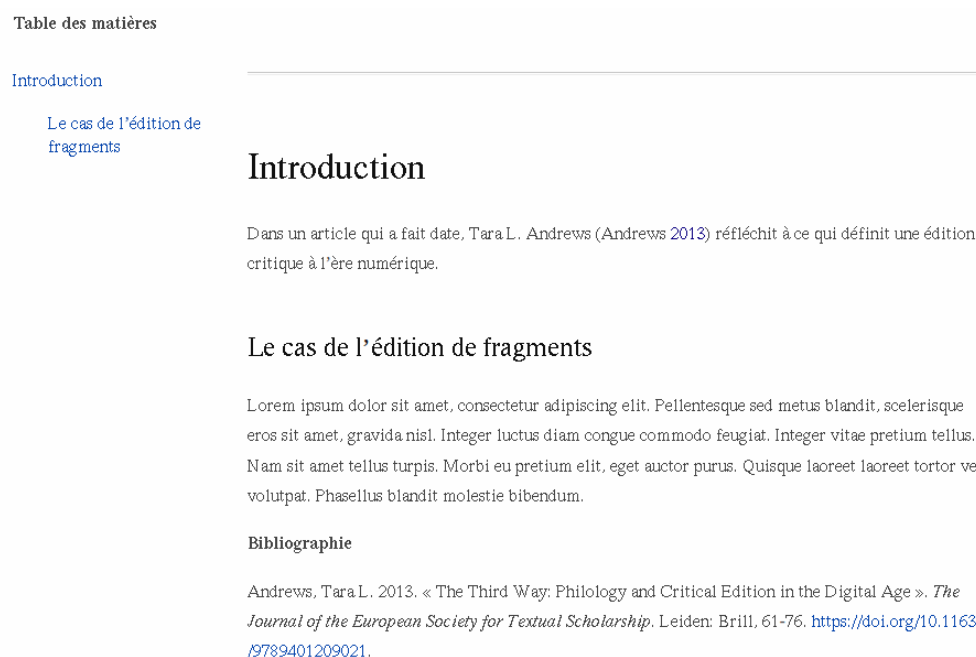 Table des matières
Introduction
Le cas de l’édition de
fragments
Introduction
Dans un article qui a fait date, Tara L. Andrews (Andrews 2013) réfléchit à ce qui définit une édition
critique à l’ère numérique.
Le cas de l’édition de fragments
Lorem ipsum dolor sit amet, consectetur adipiscing elit. Pellentesque sed metus blandit, scelerisque
eros sit amet, gravida nisl. Integer luctus diam congue commodo feugiat. Integer vitae pretium tellus.
Nam sit amet tellus turpis. Morbi eu pretium elit, eget auctor purus. Quisque laoreet laoreet tortor ve
volutpat. Phasellus blandit molestie bibendum.
Bibliographie
Andrews, Tara L. 2013. « The Third Way: Philology and Critical Edition in the Digital Age ». The
Journal of the European Society for Textual Scholarship. Leiden: Brill, 61-76. https://doi.org/10.1163
/9789401209021.